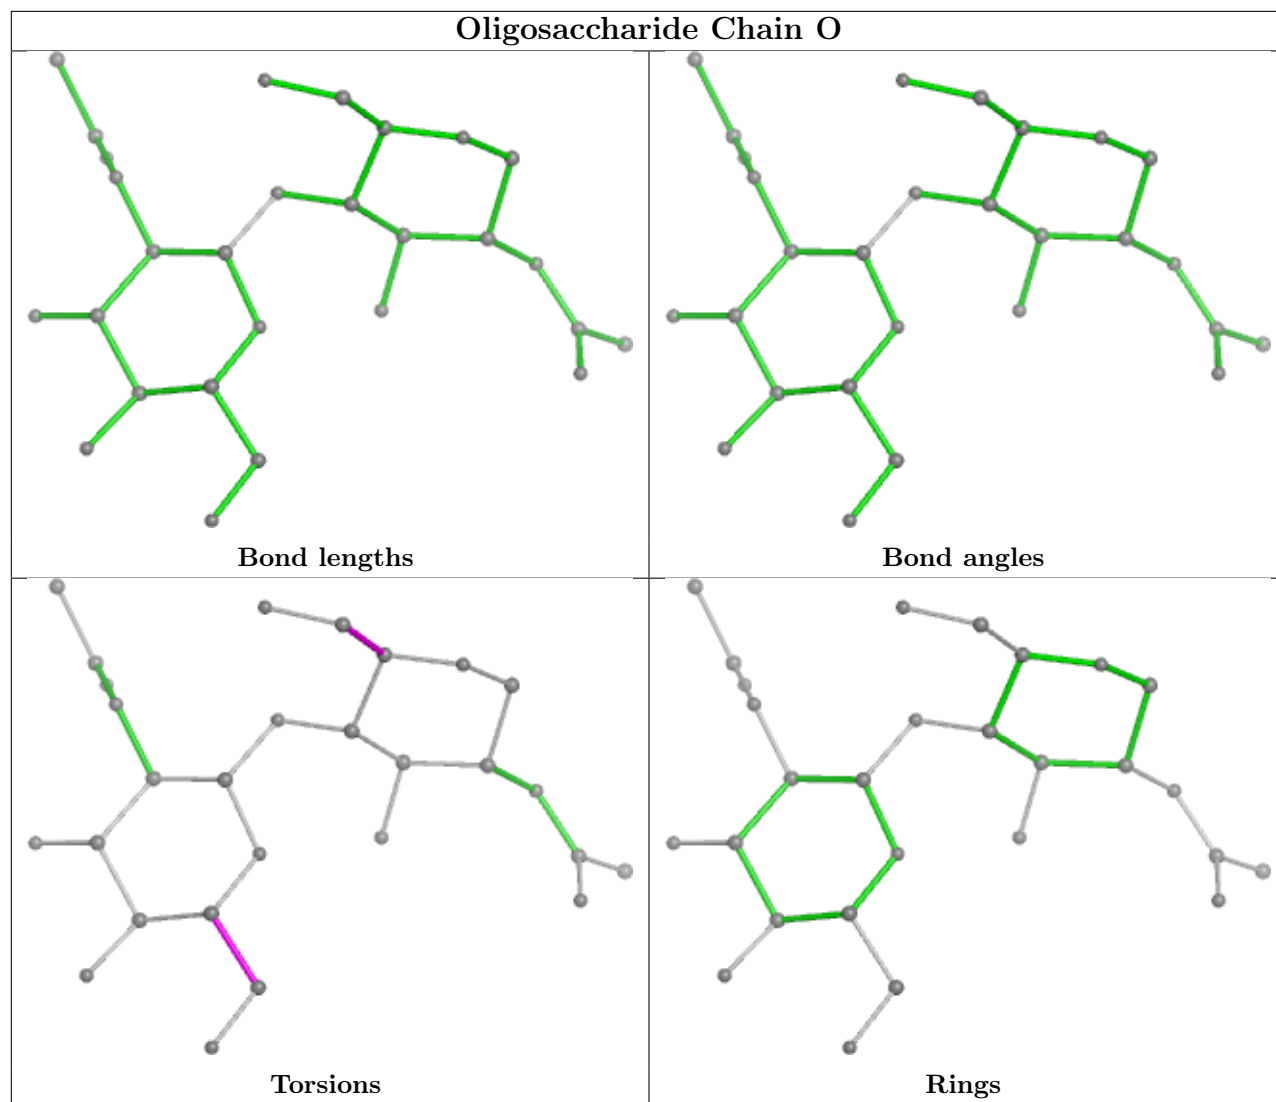 Oligosaccharide Chain O
Bond lengths
Bond angles
Torsions
Rings